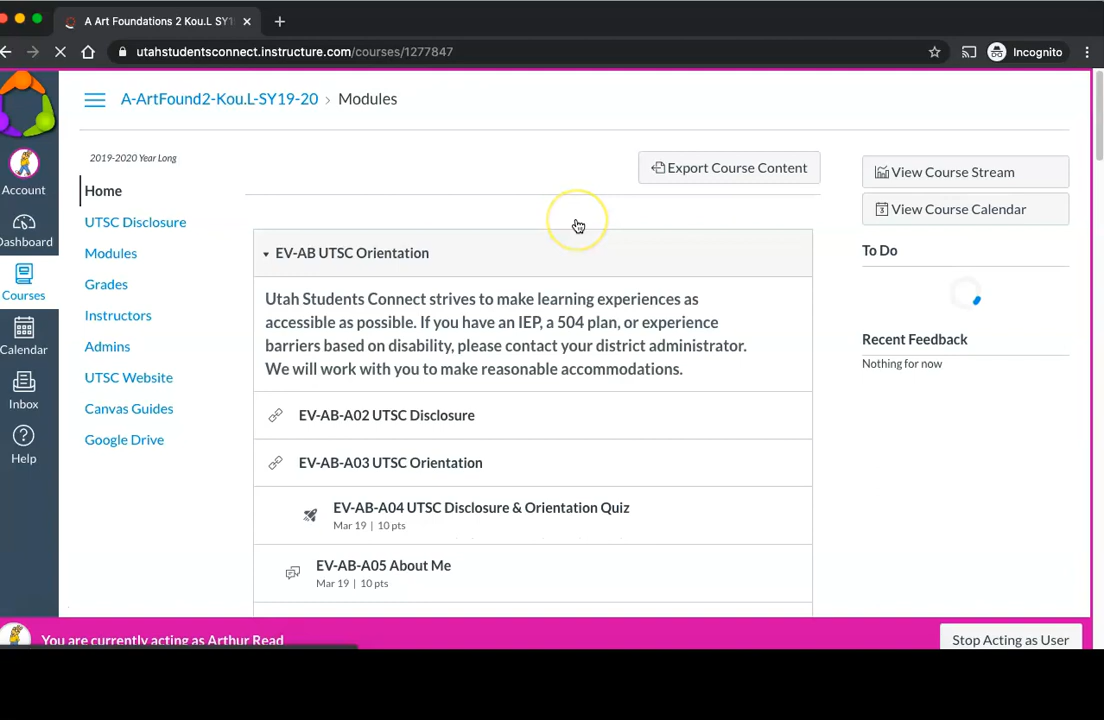 A Art Foundations 2 Kou.L SY1
utahstudentsconnect.instructure.com/courses/1277847
Incognito
A-ArtFound2-Kou.L-SY19-20 › Modules
2019-2020 Year Long
Home
UTSC Disclosure
Modules
Grades
Instructors
Admins
UTSC Website
Canvas Guides
Google Drive
Account
Dashboard
Courses
Calendar
Inbox
Help
Export Course Content
EV-AB UTSC Orientation
Utah Students Connect strives to make learning experiences as
accessible as possible. If you have an IEP, a 504 plan, or experience
barriers based on disability, please contact your district administrator.
We will work with you to make reasonable accommodations.
EV-AB-A02 UTSC Disclosure
EV-AB-A03 UTSC Orientation
EV-AB-A04 UTSC Disclosure & Orientation Quiz
Mar 19 | 10 pts
EV-AB-A05 About Me
Mar 19 | 10 pts
View Course Stream
View Course Calendar
To Do
Recent Feedback
Nothing for now
You are currently acting as Arthur Read
Stop Acting as User